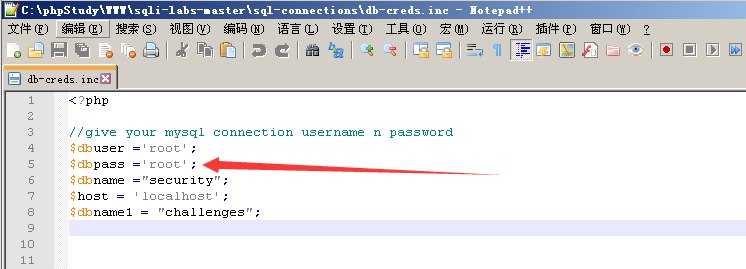 C:\phpStudy\WWW\sqli-labs-master\sql-connections\db-creds.inc - Notepad++
文件(F) 编辑(E) 搜索(S) 视图(V) 编码(N) 语言(L) 设置(T) 工具(O) 宏(M) 运行(R) 插件(P) 窗口(W) ?
db-creds.inc
1 <?php
2
3 //give your mysql connection username n password
4 $dbuser ='root';
5 $dbpass ='root';
6 $dbname ="security";
7 $host = 'localhost';
8 $dbname1 = "challenges";
9
10
11